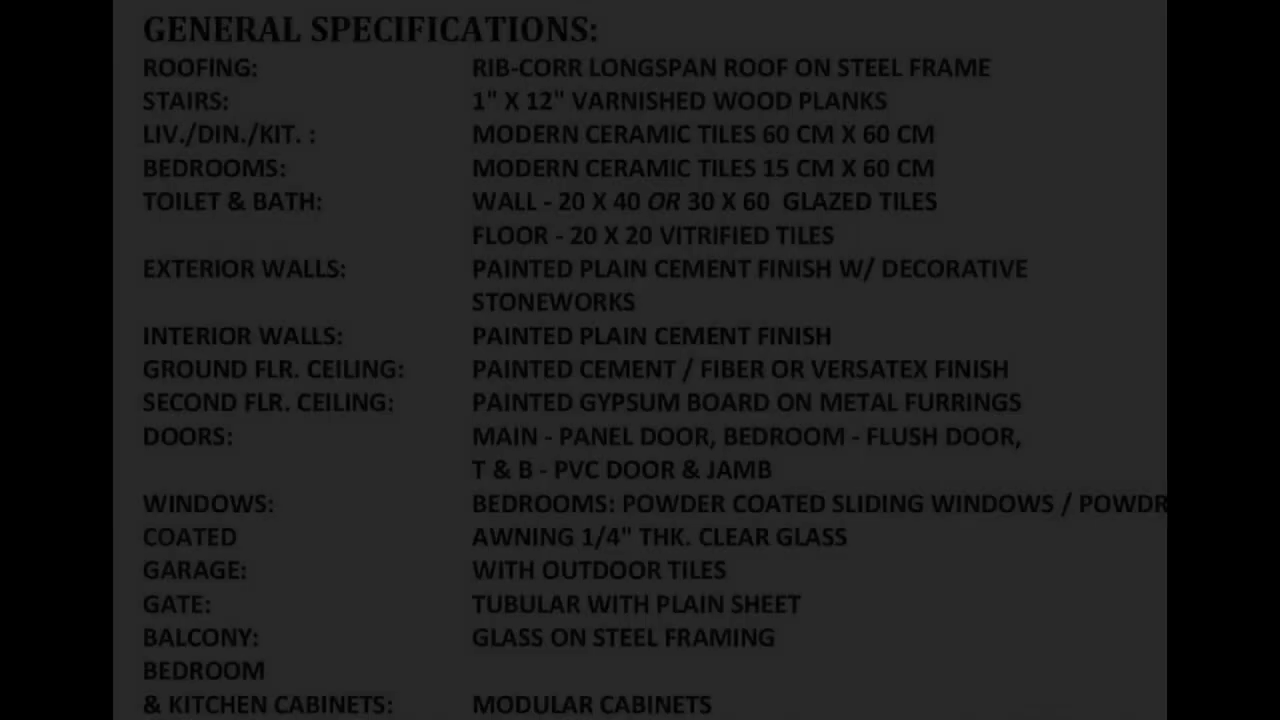 GENERAL SPECIFICATIONS:
ROOFING: RIB-CORR LONGSPAN ROOF ON STEEL FRAME
STAIRS: 1" X 12" VARNISHED WOOD PLANKS
LIV./DIN./KIT. : MODERN CERAMIC TILES 60 CM X 60 CM
BEDROOMS: MODERN CERAMIC TILES 15 CM X 60 CM
TOILET & BATH: WALL - 20 X 40 OR 30 X 60 GLAZED TILES
FLOOR - 20 X 20 VITRIFIED TILES
EXTERIOR WALLS: PAINTED PLAIN CEMENT FINISH W/ DECORATIVE
STONEWORKS
INTERIOR WALLS: PAINTED PLAIN CEMENT FINISH
GROUND FLR. CEILING: PAINTED CEMENT / FIBER OR VERSATEX FINISH
SECOND FLR. CEILING: PAINTED GYPSUM BOARD ON METAL FURRINGS
DOORS: MAIN - PANEL DOOR, BEDROOM - FLUSH DOOR,
T & B - PVC DOOR & JAMB
WINDOWS: BEDROOMS: POWDER COATED SLIDING WINDOWS / POWDR
COATED AWNING 1/4" THK. CLEAR GLASS
GARAGE: WITH OUTDOOR TILES
GATE: TUBULAR WITH PLAIN SHEET
BALCONY: GLASS ON STEEL FRAMING
BEDROOM
& KITCHEN CABINETS: MODULAR CABINETS